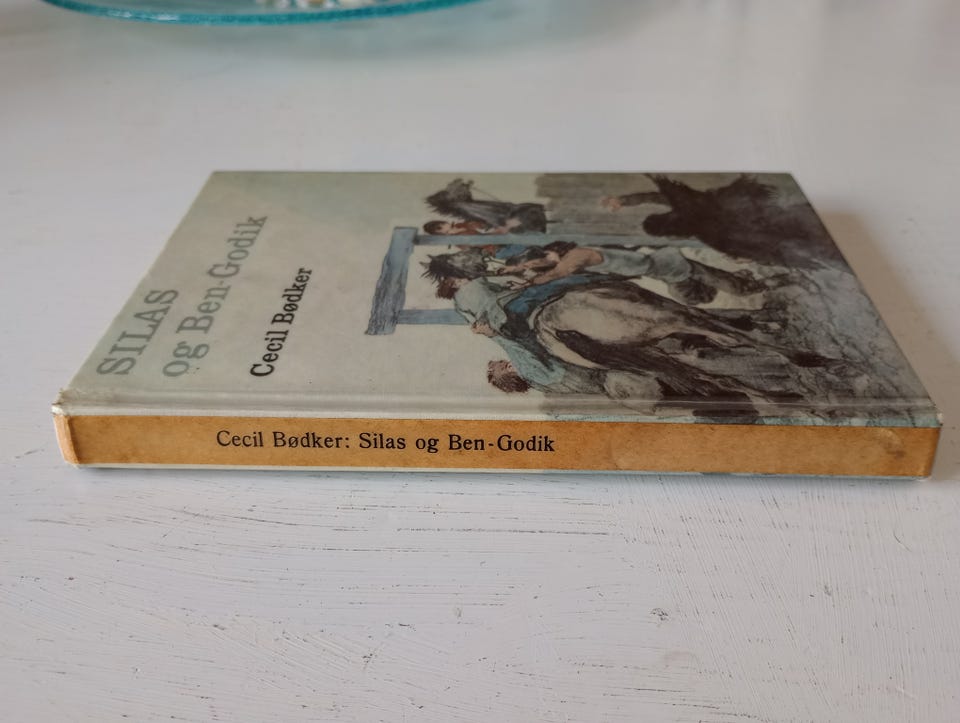 SILAS
og Ben-Godik
Cecil Bødker
Cecil Bødker: Silas og Ben-Godik